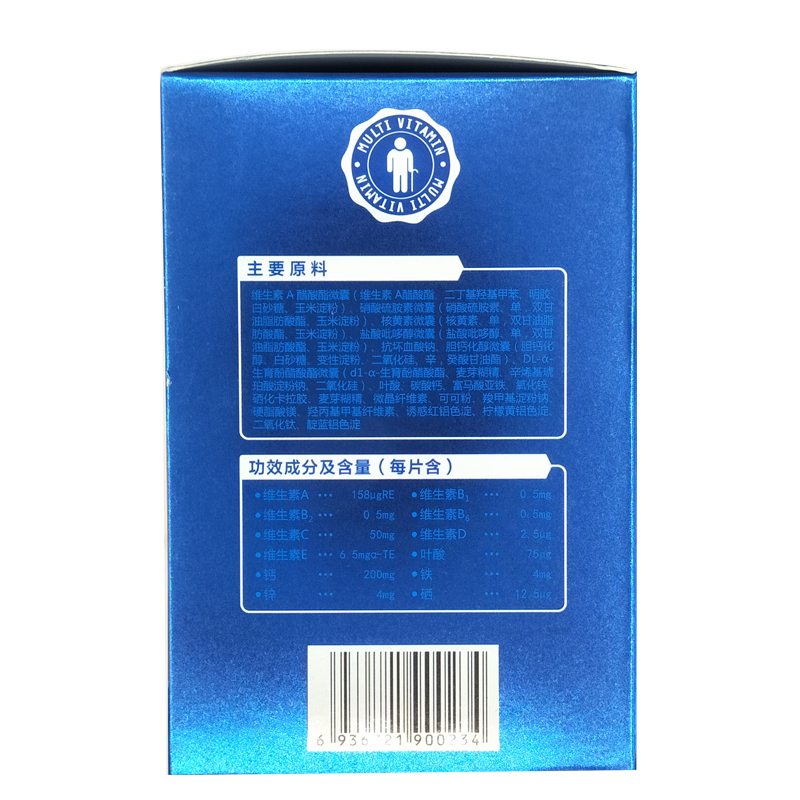 MULTI VITAMIN
MULTI VITAMIN
主要原料
维生素A醋酸酯微囊（维生素A醋酸酯、二丁基羟基甲苯、明胶、
白砂糖、玉米淀粉）、硝酸硫胺素微囊（硝酸硫胺素、单，双甘
油脂肪酸酯、玉米淀粉）、核黄素微囊（核黄素、单，双甘油脂
肪酸酯、玉米淀粉）、盐酸吡哆醇微囊（盐酸吡哆醇、单，双甘
油脂肪酸酯、玉米淀粉）、抗坏血酸钠、胆钙化醇微囊（胆钙化
醇、白砂糖、变性淀粉、二氧化硅、辛，癸酸甘油酯）、DL-α-
生育酚醋酸酯微囊（dl-α-生育酚醋酸酯、麦芽糊精、辛烯基琥
珀酸淀粉钠、二氧化硅）、叶酸、碳酸钙、富马酸亚铁、氧化锌、
硒化卡拉胶、麦芽糊精、微晶纤维素、可可粉、羧甲基淀粉钠、
硬脂酸镁、羟丙基甲基纤维素、诱惑红铝色淀、柠檬黄铝色淀、
二氧化钛、靛蓝铝色淀
功效成分及含量（每片含）
•维生素A ··· 158μgRE •维生素B₁ ··· 0.5mg
•维生素B₂ ··· 0.5mg •维生素B₆ ··· 0.5mg
•维生素C ··· 50mg •维生素D ··· 2.5μg
•维生素E ··· 6.5mgα-TE •叶酸 ··· 75μg
•钙 ··· 200mg •铁 ··· 4mg
•锌 ··· 4mg •硒 ··· 12.5μg
6 936721 900234